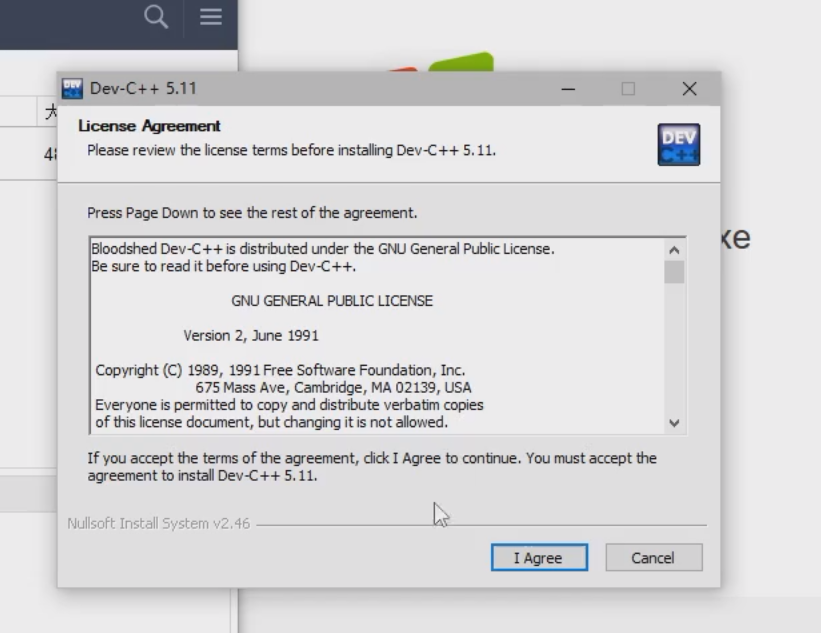 Dev-C++ 5.11
License Agreement
Please review the license terms before installing Dev-C++ 5.11.
DEV
C++
Press Page Down to see the rest of the agreement.
Bloodshed Dev-C++ is distributed under the GNU General Public License.
Be sure to read it before using Dev-C++.
GNU GENERAL PUBLIC LICENSE
Version 2, June 1991
Copyright (C) 1989, 1991 Free Software Foundation, Inc.
675 Mass Ave, Cambridge, MA 02139, USA
Everyone is permitted to copy and distribute verbatim copies
of this license document, but changing it is not allowed.
If you accept the terms of the agreement, click I Agree to continue. You must accept the
agreement to install Dev-C++ 5.11.
Nullsoft Install System v2.46
I Agree
Cancel